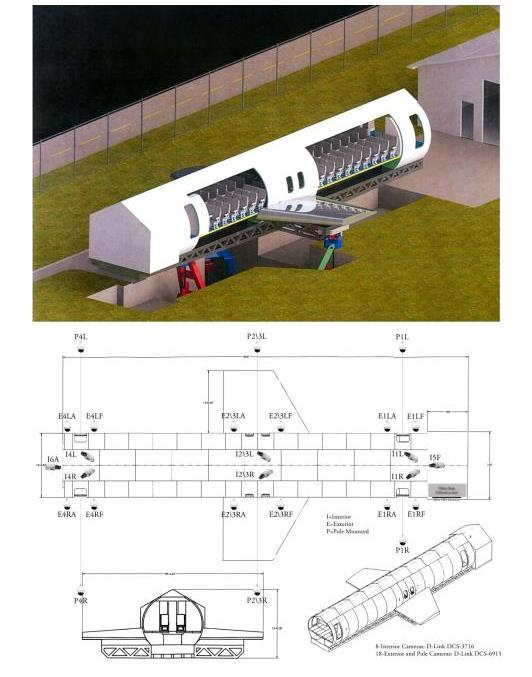 P4L P2\3L P1L
E4LA E4LF E2\3LA E2\3LF E1LA E1LF
I6A I4L I2\3L I1L I5F
I4R I2\3R I1R
E4RA E4RF E2\3RA E2\3RF E1RA E1RF
I=Interior
E=Exterior
P=Pole Mounted
P1R
P4R P2\3R
8-Interior Cameras: D-Link DCS-3716
18-Exterior and Pole Cameras: D-Link DCS-6915